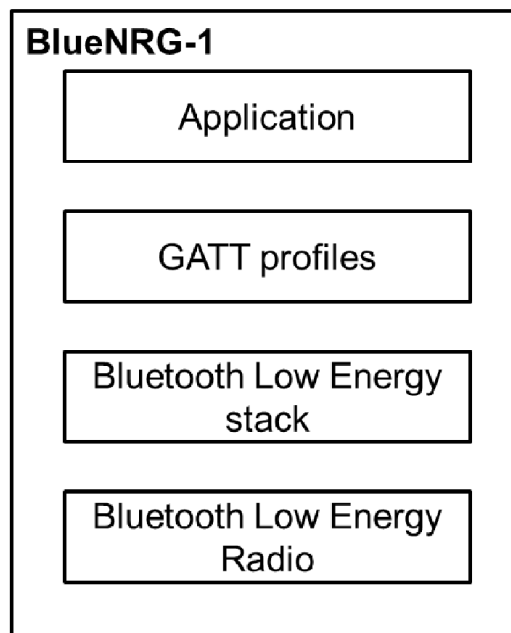 BlueNRG-1
Application
GATT profiles
Bluetooth Low Energy
stack
Bluetooth Low Energy
Radio